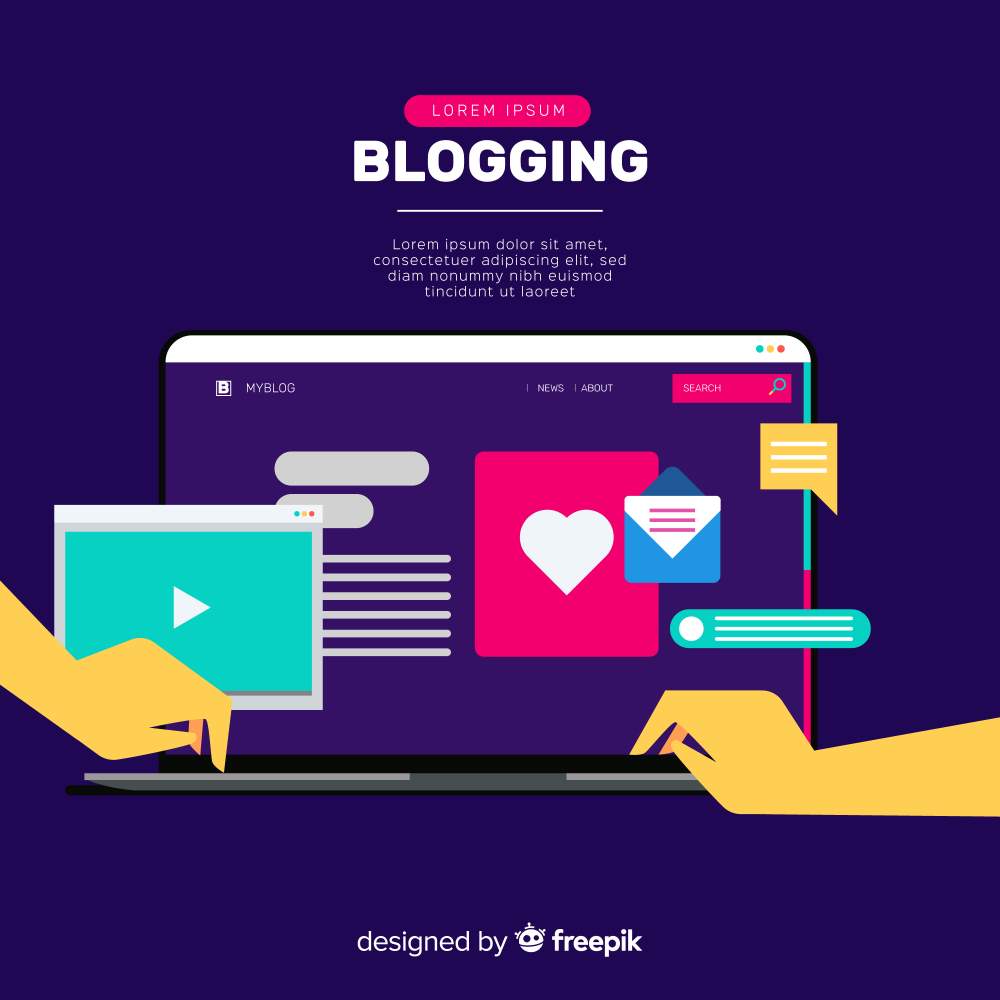 LOREM IPSUM
BLOGGING
Lorem ipsum dolor sit amet,
consectetuer adipiscing elit, sed
diam nonummy nibh euismod
tincidunt ut laoreet
B MYBLOG | NEWS | ABOUT SEARCH
designed by freepik